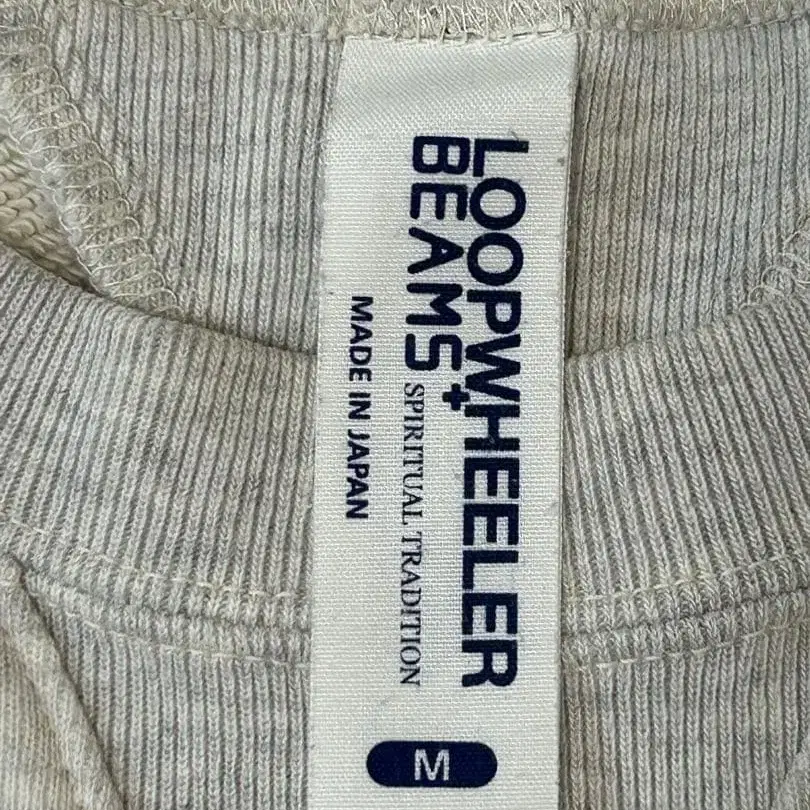 LOOPWHEELER
+
BEAMS SPIRITUAL TRADITION
MADE IN JAPAN
M